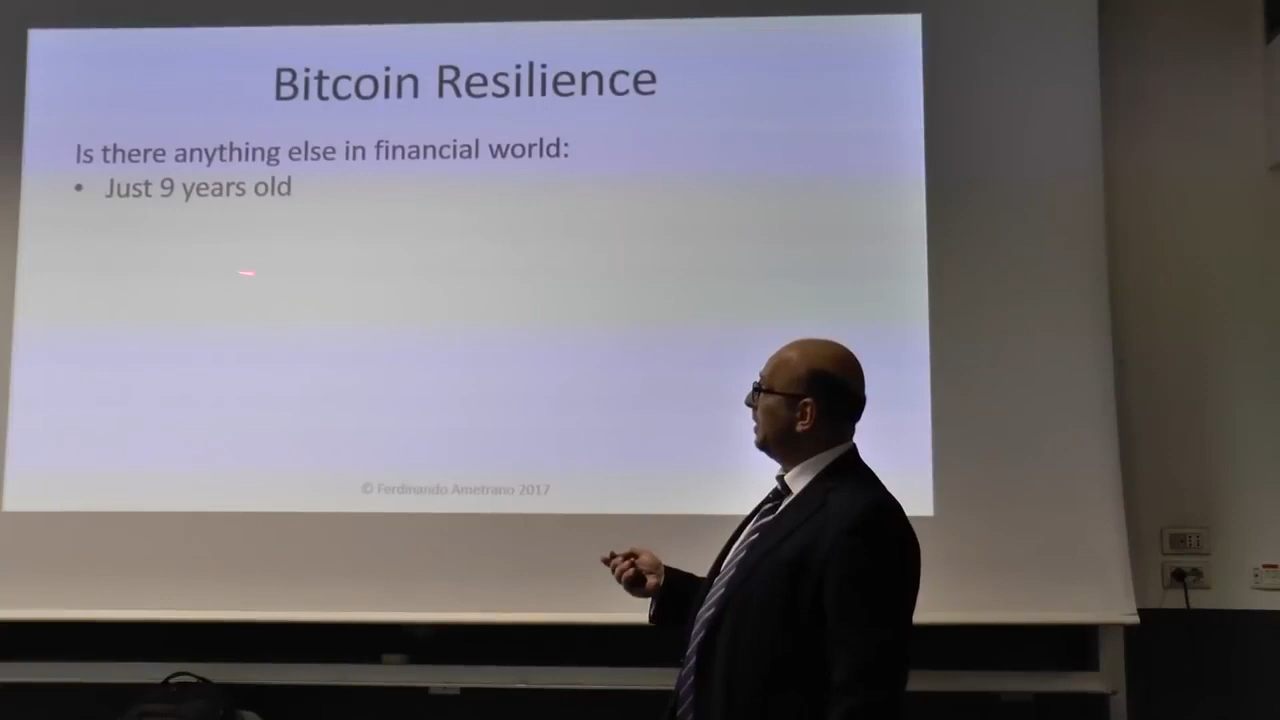 Bitcoin Resilience
Is there anything else in financial world:
• Just 9 years old
© Ferdinando Ametrano 2017